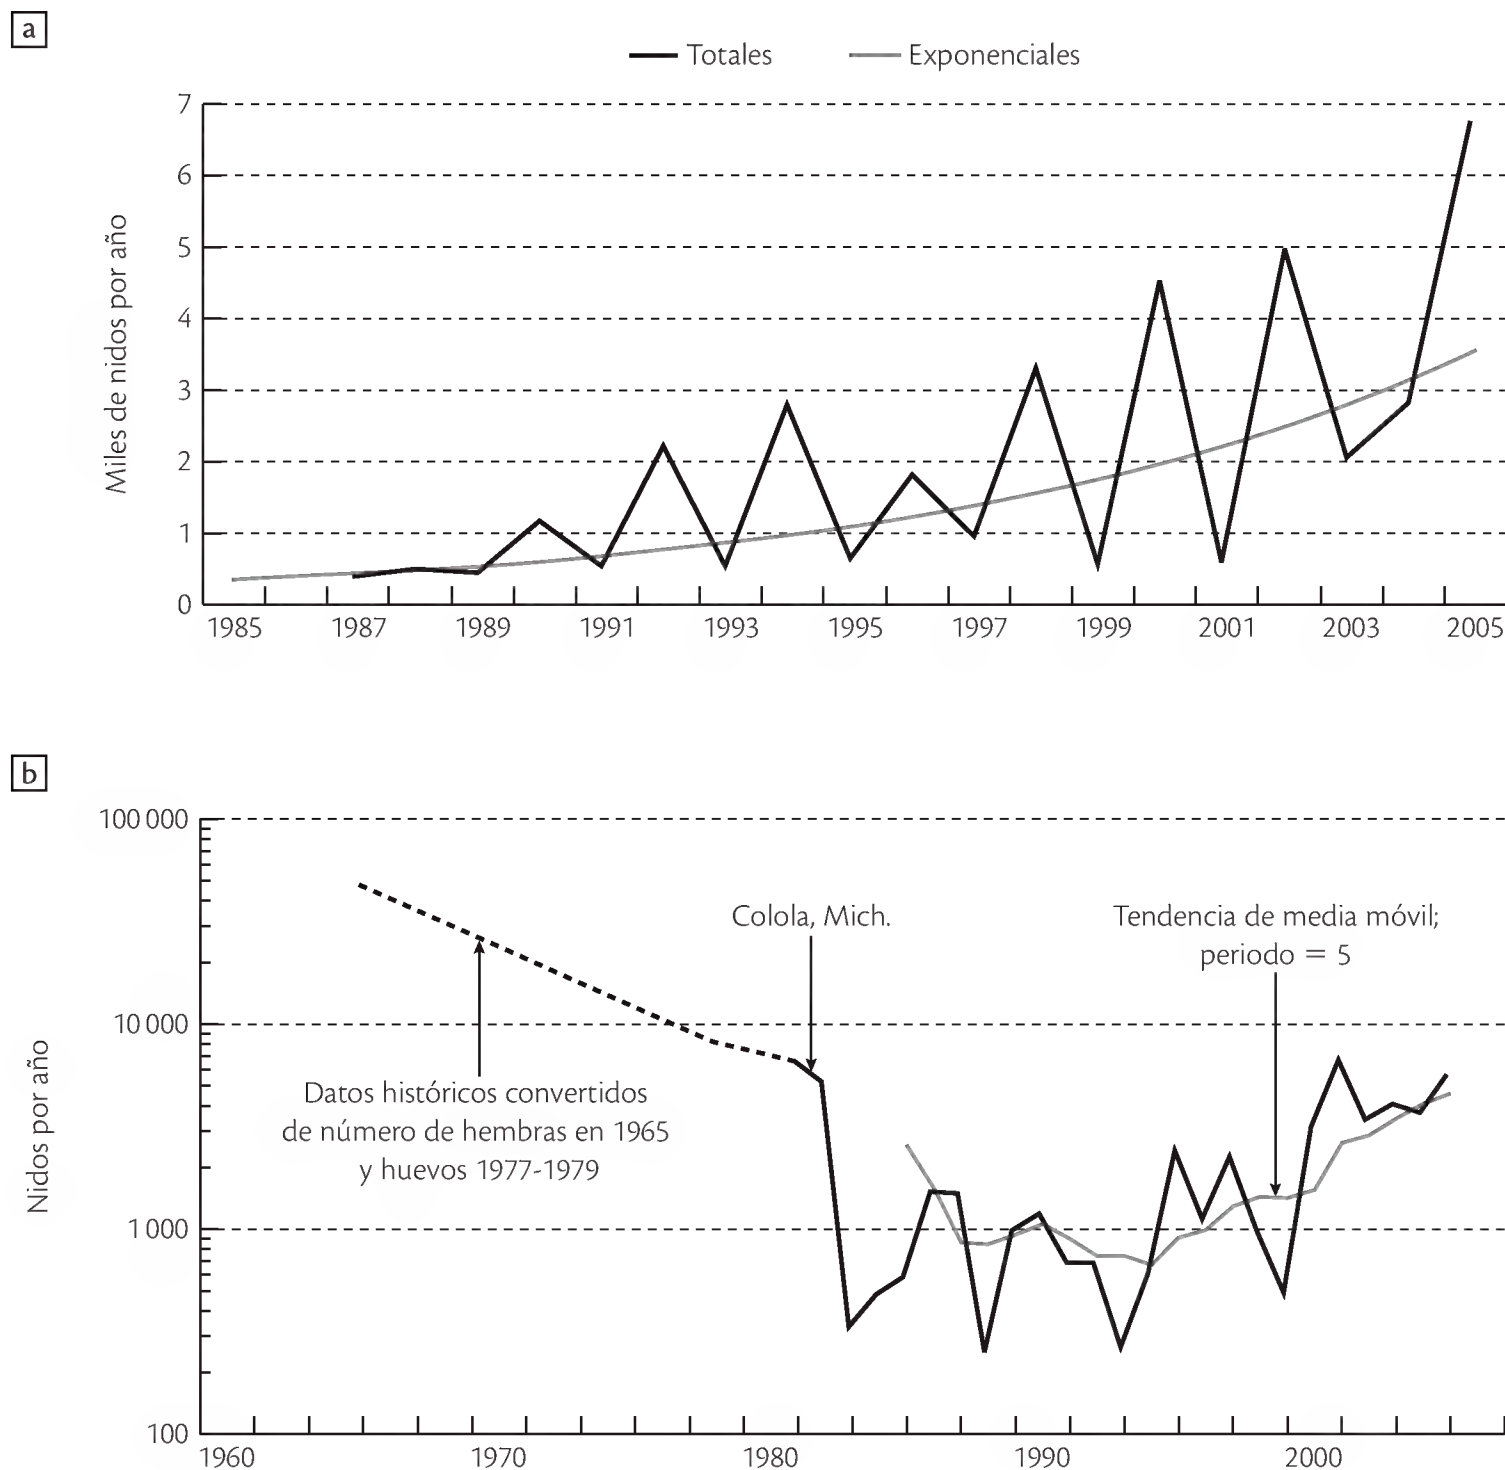 a
Totales Exponenciales
Miles de nidos por año
7
6
5
4
3
2
1
0
1985 1987 1989 1991 1993 1995 1997 1999 2001 2003 2005
b
Nidos por año
100 000
10 000
1 000
100
Colola, Mich.
Tendencia de media móvil;
periodo = 5
Datos históricos convertidos
de número de hembras en 1965
y huevos 1977-1979
1960 1970 1980 1990 2000